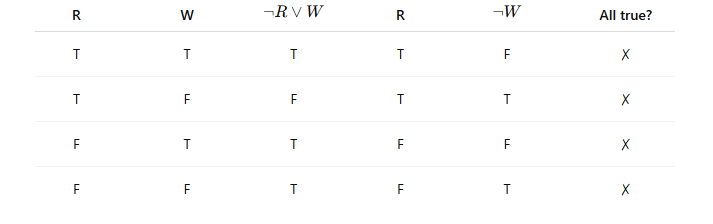 R W ¬R ∨ W R ¬W All true?
T T T T F ✗
T F F T T ✗
F T T F F ✗
F F T F T ✗